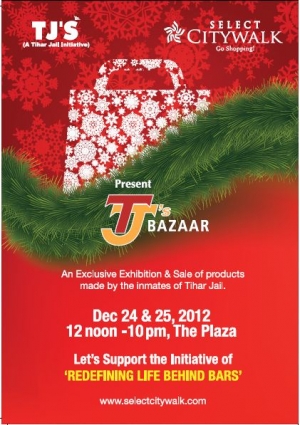 TJ'S
(A Tihar Jail Initiative)
SELECT
CITYWALK
Go Shopping!
Present
TJ's
BAZAAR
An Exclusive Exhibition & Sale of products
made by the inmates of Tihar Jail.
Dec 24 & 25, 2012
12 noon -10 pm, The Plaza
Let's Support the Initiative of
'REDEFINING LIFE BEHIND BARS'
www.selectcitywalk.com